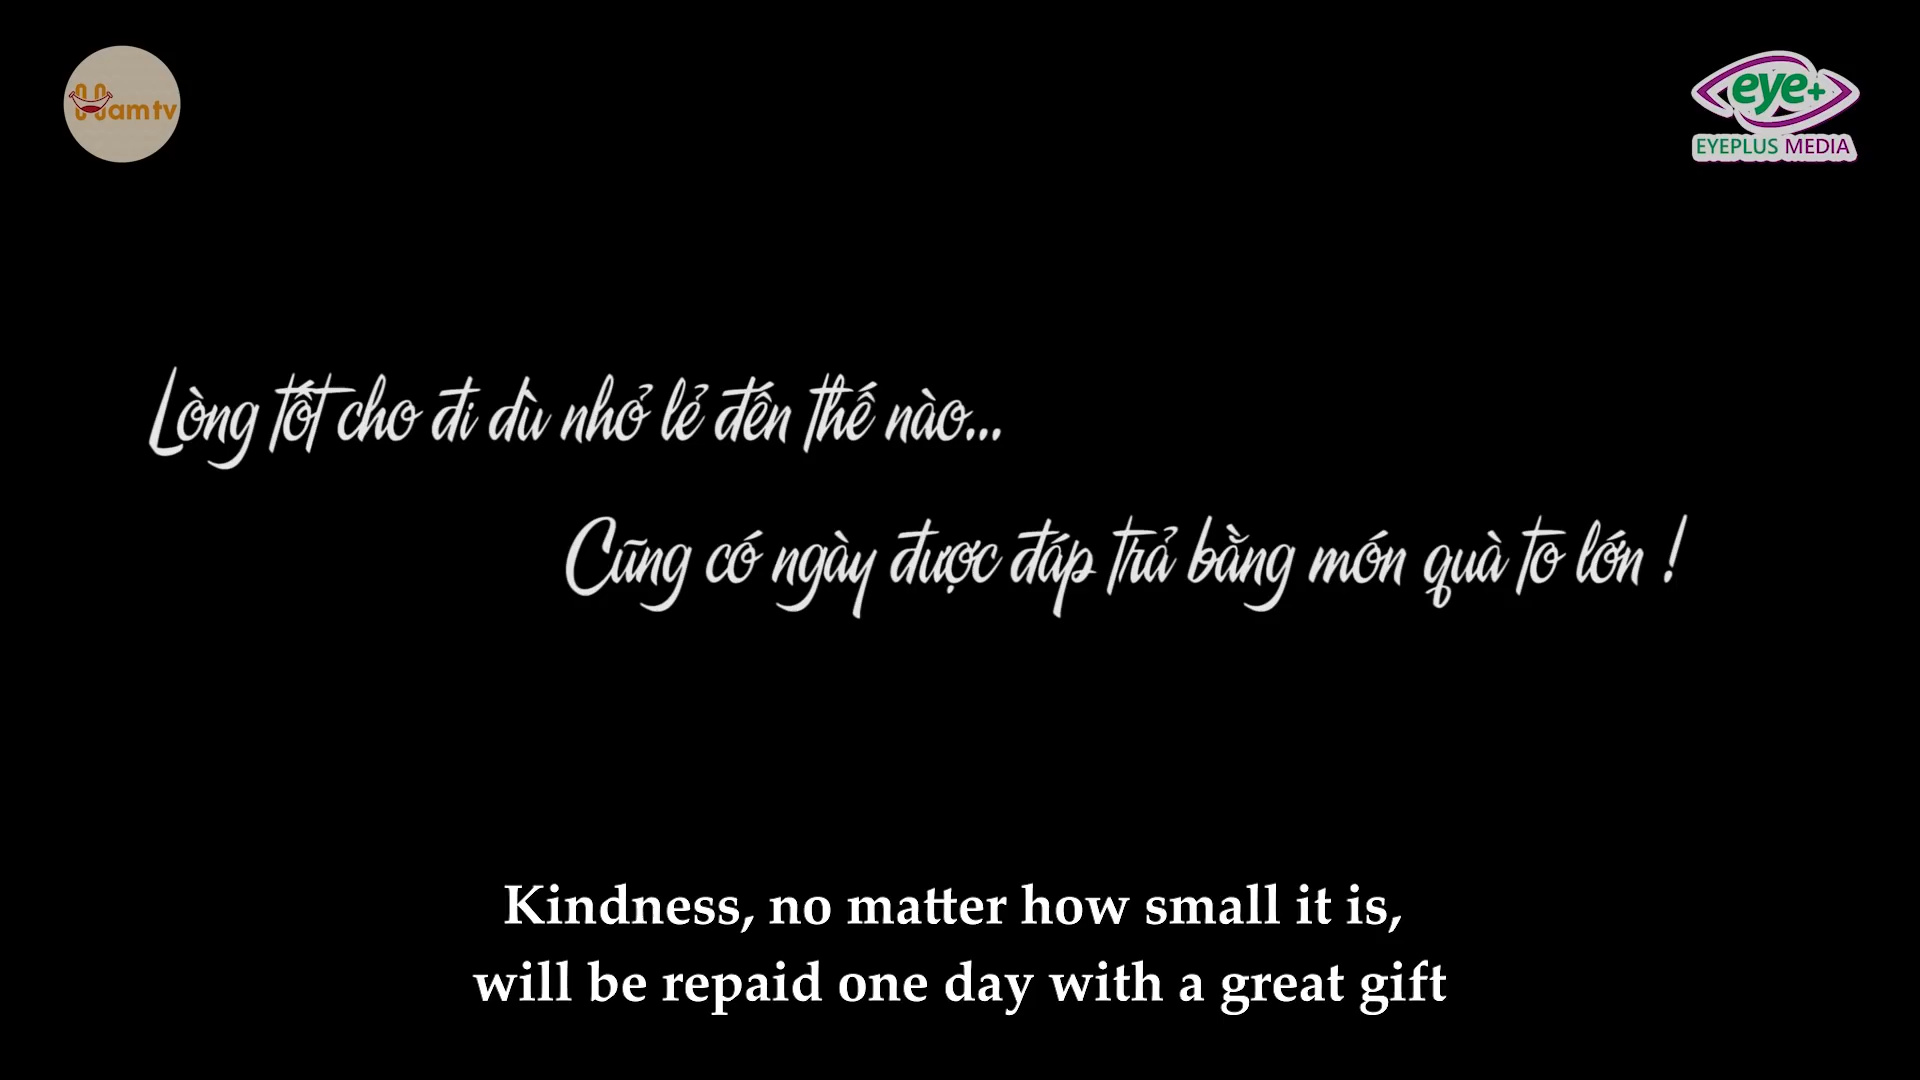 Hamtv
eye+
EYEPLUS MEDIA
Lòng tốt cho đi dù nhỏ lẻ đến thế nào...
Cũng có ngày được đáp trả bằng món quà to lớn !
Kindness, no matter how small it is,
will be repaid one day with a great gift